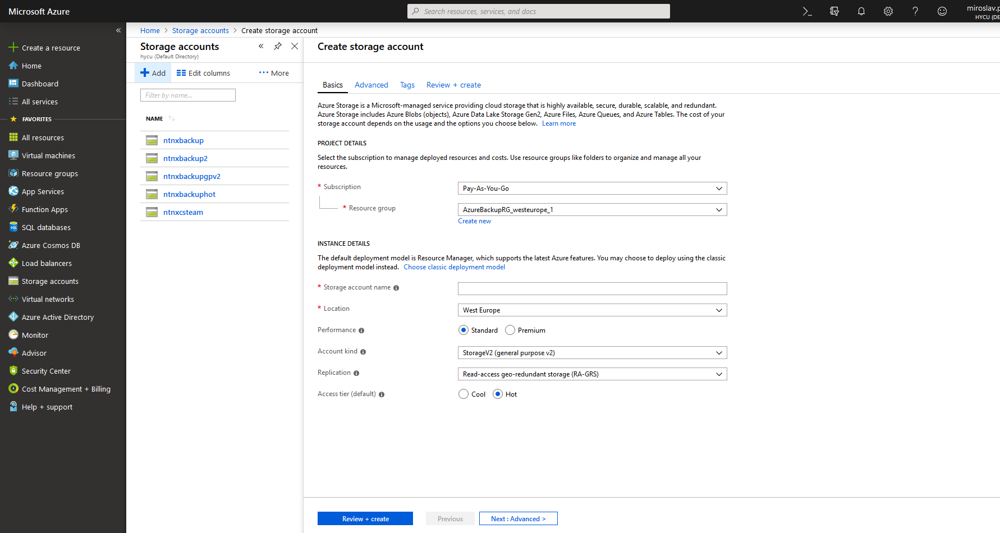 Microsoft Azure
Search resources, services, and docs
miroslav.p
HYCU (DE
Create a resource
Home
Dashboard
All services
FAVORITES
All resources
Virtual machines
Resource groups
App Services
Function Apps
SQL databases
Azure Cosmos DB
Load balancers
Storage accounts
Virtual networks
Azure Active Directory
Monitor
Advisor
Security Center
Cost Management + Billing
Help + support
Home > Storage accounts > Create storage account
Storage accounts
hycu (Default Directory)
Add
Edit columns
More
Filter by name...
NAME
ntnxbackup
ntnxbackup2
ntnxbackupgpv2
ntnxbackuphot
ntnxcsteam
Create storage account
Basics Advanced Tags Review + create
Azure Storage is a Microsoft-managed service providing cloud storage that is highly available, secure, durable, scalable, and redundant.
Azure Storage includes Azure Blobs (objects), Azure Data Lake Storage Gen2, Azure Files, Azure Queues, and Azure Tables. The cost of your
storage account depends on the usage and the options you choose below. Learn more
PROJECT DETAILS
Select the subscription to manage deployed resources and costs. Use resource groups like folders to organize and manage all your
resources.
* Subscription Pay-As-You-Go
* Resource group AzureBackupRG_westeurope_1
Create new
INSTANCE DETAILS
The default deployment model is Resource Manager, which supports the latest Azure features. You may choose to deploy using the classic
deployment model instead. Choose classic deployment model
* Storage account name
* Location West Europe
Performance Standard Premium
Account kind StorageV2 (general purpose v2)
Replication Read-access geo-redundant storage (RA-GRS)
Access tier (default) Cool Hot
Review + create Previous Next : Advanced >